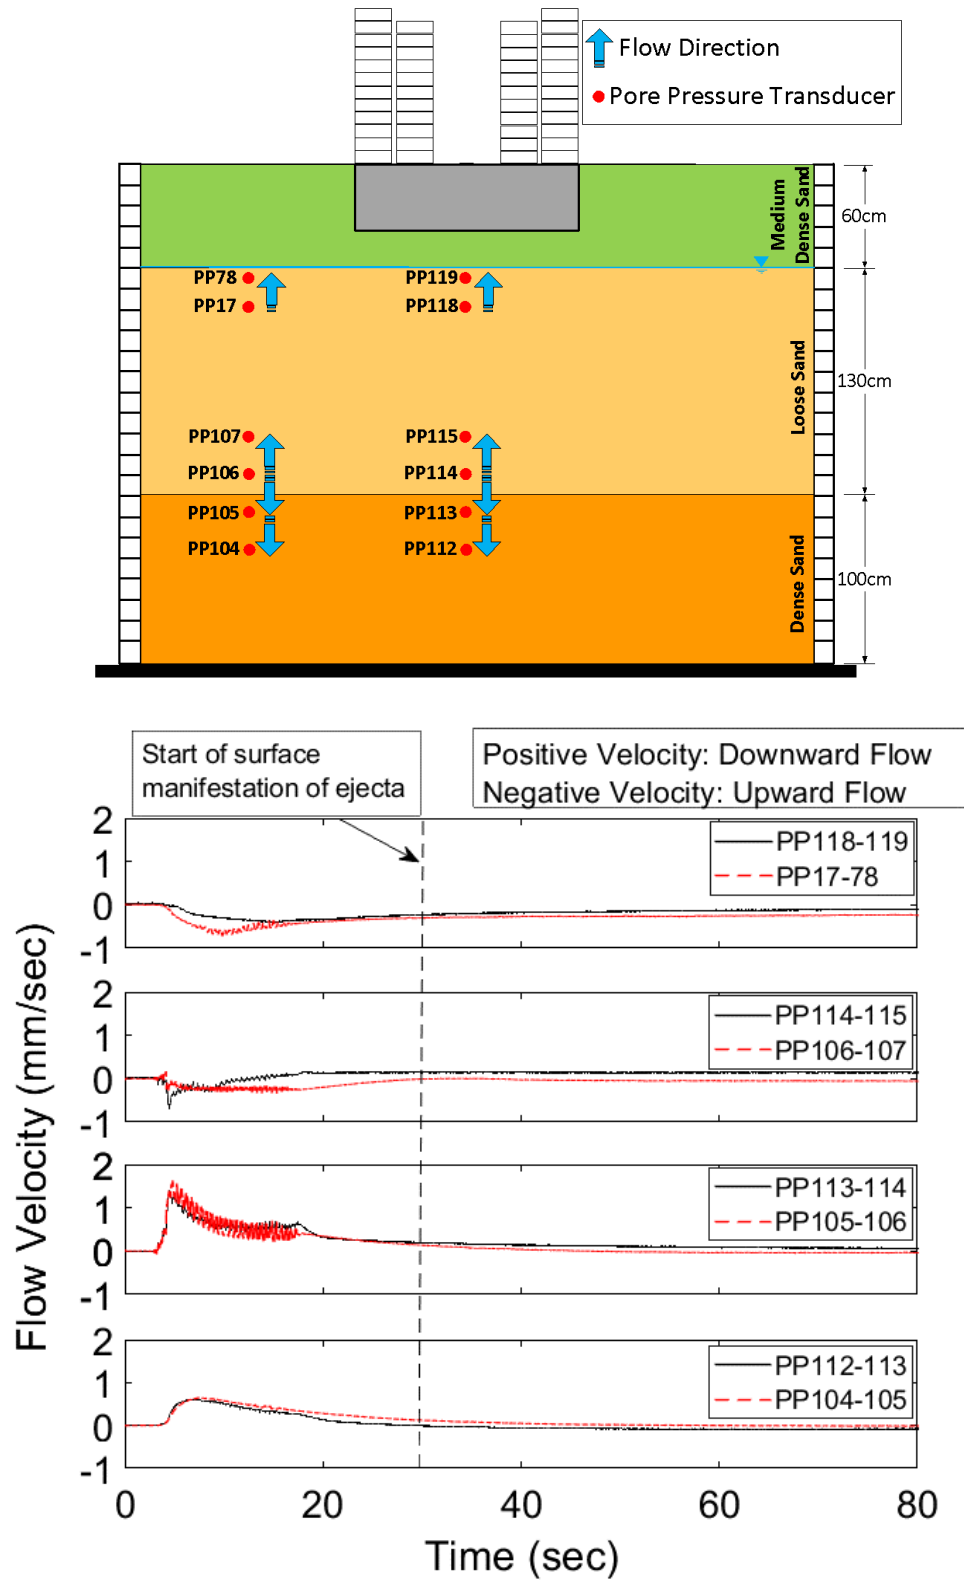 Flow Direction
Pore Pressure Transducer
Medium
Dense Sand
60cm
PP78
PP119
PP17
PP118
Loose Sand
130cm
PP107
PP115
PP106
PP114
PP105
PP113
PP104
PP112
Dense Sand
100cm
Start of surface
manifestation of ejecta
Positive Velocity: Downward Flow
Negative Velocity: Upward Flow
Flow Velocity (mm/sec)
2
1
0
-1
PP118-119
PP17-78
2
1
0
-1
PP114-115
PP106-107
2
1
0
-1
PP113-114
PP105-106
2
1
0
-1
PP112-113
PP104-105
0
20
40
60
80
Time (sec)